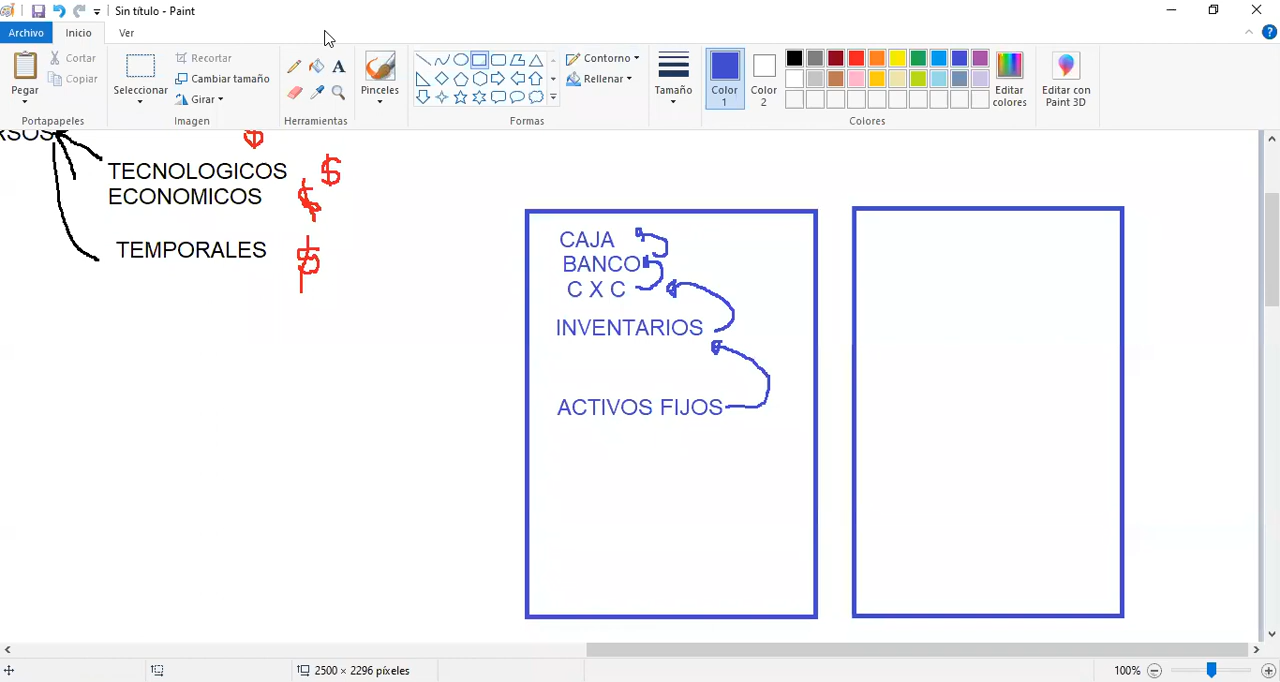 Sin título - Paint
Archivo
Inicio
Ver
Pegar
Cortar
Copiar
Portapapeles
Seleccionar
Recortar
Cambiar tamaño
Girar
Imagen
A
Herramientas
Pinceles
Contorno
Rellenar
Formas
Tamaño
Color 1
Color 2
Editar colores
Editar con Paint 3D
Colores
RSOS
$
TECNOLOGICOS $
ECONOMICOS $
TEMPORALES $
CAJA
BANCO
C X C
INVENTARIOS
ACTIVOS FIJOS
2500 × 2296 píxeles
100%